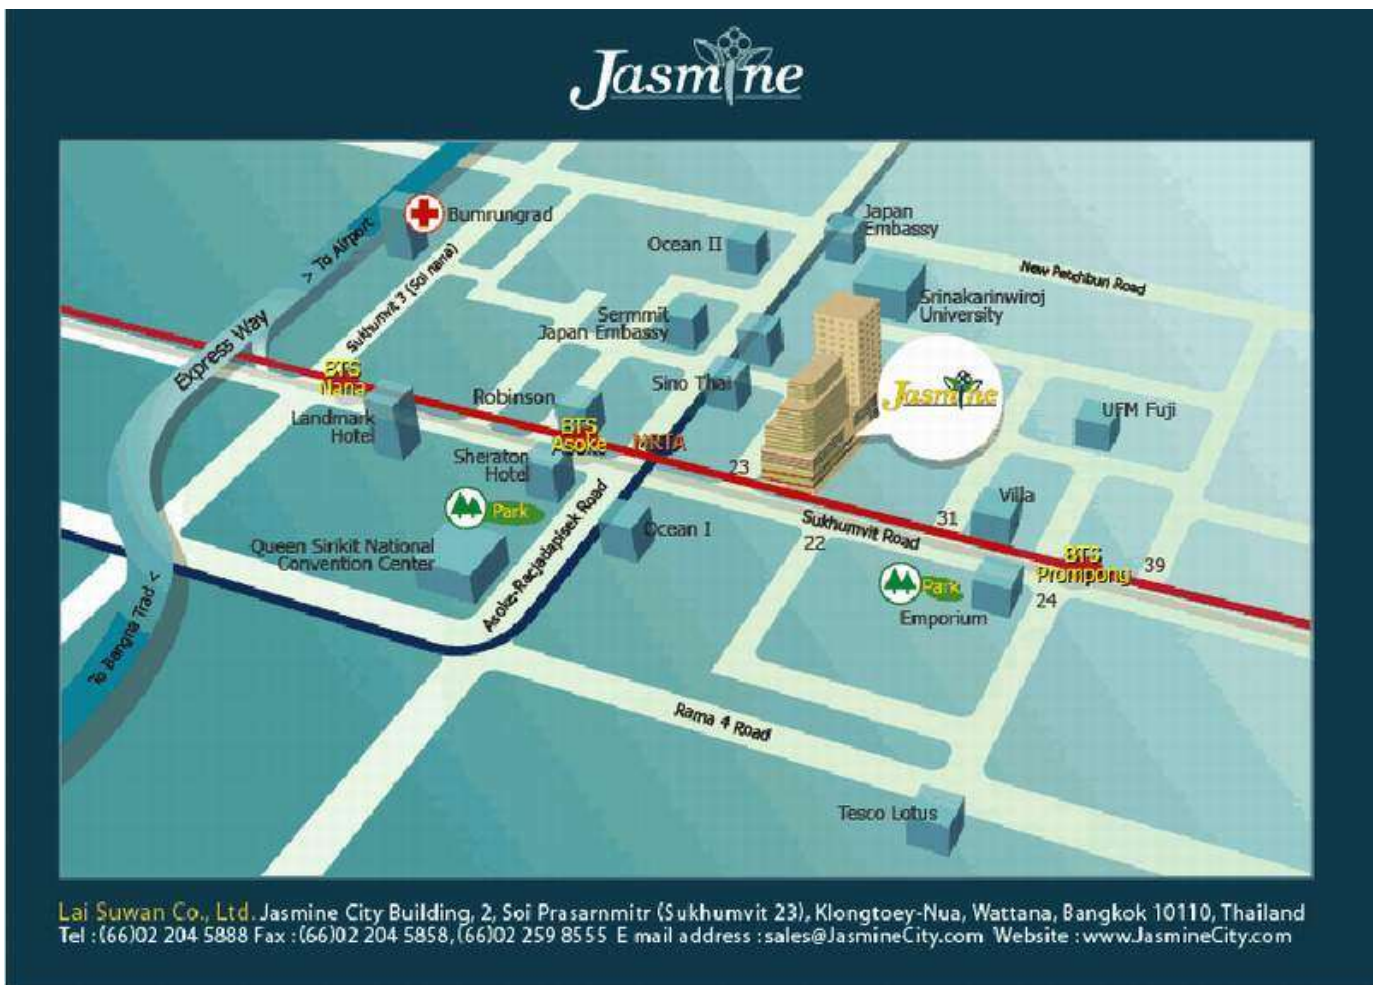 Jasmine
Bumrungrad
Japan
Embassy
Ocean II
> To Airport
Sukhumvit 3 (Soi nana)
New Petchburi Road
Srinakarinwiroj
University
Sermmit
Japan Embassy
Express Way
BTS
Nana
Sino Thai
Jasmine
Robinson
Landmark
Hotel
UFM Fuji
BTS
Asoke
MRTA
Sheraton
Hotel
23
Villa
Park
Sukhumvit Road
31
22
Ocean I
Queen Sirikit National
Convention Center
Asoke-Racjadapisek Road
BTS
Prompong
39
Park
24
Emporium
To Bangna Trad <
Rama 4 Road
Tesco Lotus
Lai Suwan Co., Ltd. Jasmine City Building, 2, Soi Prasarnmitr (Sukhumvit 23), Klongtoey-Nua, Wattana, Bangkok 10110, Thailand
Tel :(66)02 204 5888 Fax :(66)02 204 5858, (66)02 259 8555 E mail address :sales@JasmineCity.com Website :www.JasmineCity.com